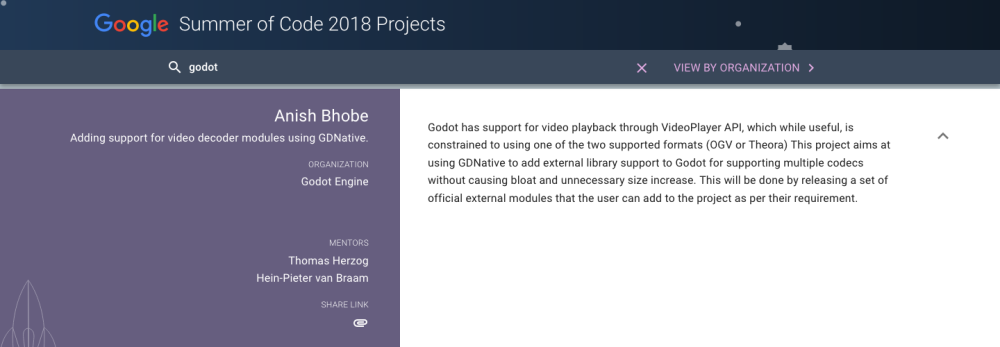 Google Summer of Code 2018 Projects
godot
VIEW BY ORGANIZATION
Anish Bhobe
Adding support for video decoder modules using GDNative.
ORGANIZATION
Godot Engine
MENTORS
Thomas Herzog
Hein-Pieter van Braam
SHARE LINK
Godot has support for video playback through VideoPlayer API, which while useful, is
constrained to using one of the two supported formats (OGV or Theora) This project aims at
using GDNative to add external library support to Godot for supporting multiple codecs
without causing bloat and unnecessary size increase. This will be done by releasing a set of
official external modules that the user can add to the project as per their requirement.